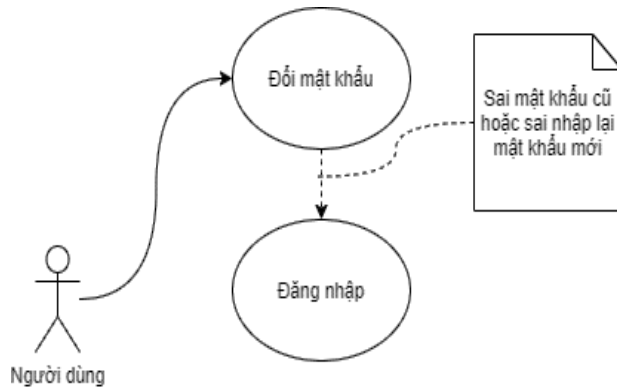 Đổi mật khẩu
Sai mật khẩu cũ
hoặc sai nhập lại
mật khẩu mới
Đăng nhập
Người dùng